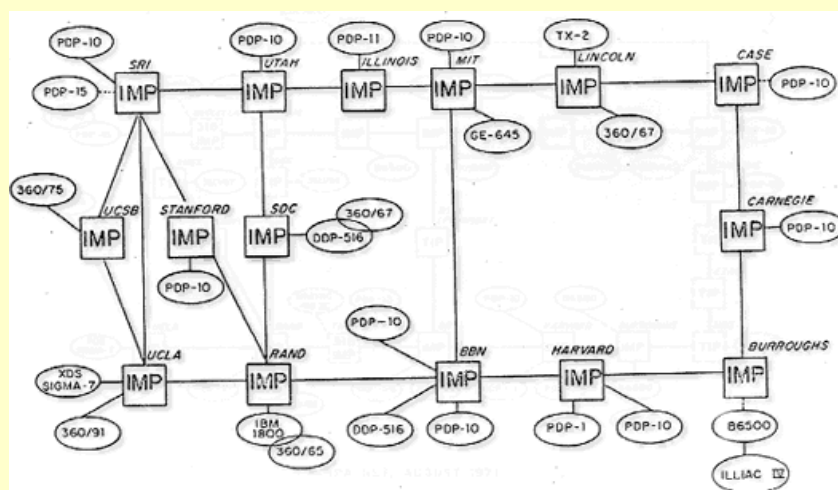 PDP-10
PDP-10
PDP-11
PDP-10
TX-2
SRI
UTAH
ILLINOIS
MIT
LINCOLN
CASE
IMP
IMP
IMP
IMP
IMP
IMP
PDP-15
PDP-10
GE-645
360/67
360/75
UCSB
STANFORD
SDC
360/67
DDP-516
CARNEGIE
IMP
IMP
IMP
IMP
PDP-10
PDP-10
PDP-10
UCLA
RAND
BBN
HARVARD
BURROUGHS
XDS
SIGMA-7
IMP
IMP
IMP
IMP
IMP
360/91
IBM
1800
360/65
DDP-516
PDP-10
PDP-1
PDP-10
B6500
ILLIAC IV